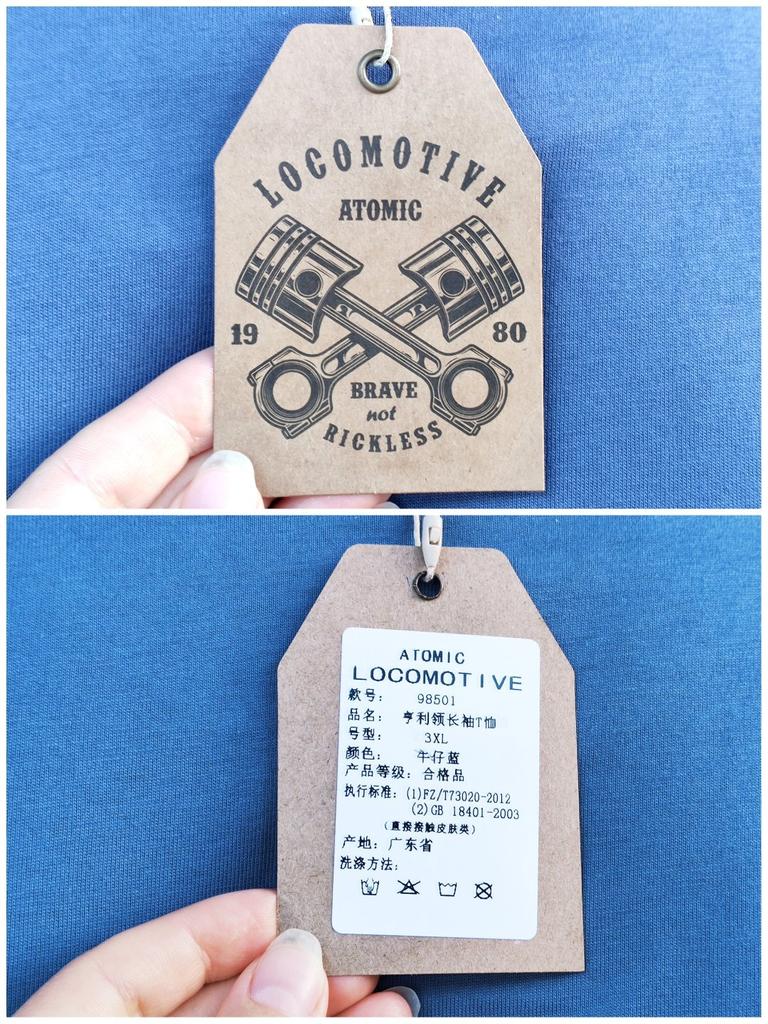 LOCOMOTIVE
ATOMIC
19 80
BRAVE
not
RICKLESS
ATOMIC
LOCOMOTIVE
款号: 98501
品名: 亨利领长袖T恤
号型: 3XL
颜色: 牛仔蓝
产品等级: 合格品
执行标准: (1)FZ/T73020-2012
(2)GB 18401-2003
(直接接触皮肤类)
产地: 广东省
洗涤方法: